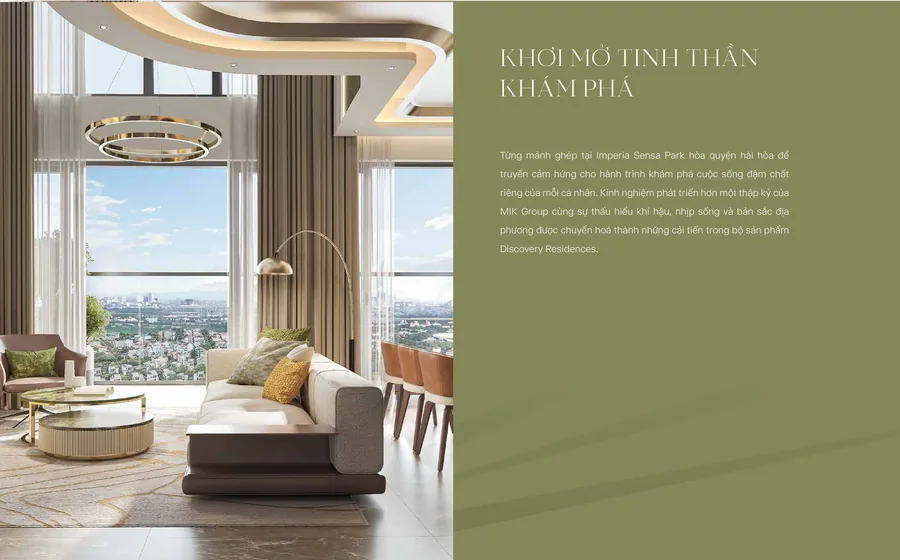 KHƠI MỞ TINH THẦN
KHÁM PHÁ
Từng mảnh ghép tại Imperia Sensa Park hòa quyện hài hòa để
truyền cảm hứng cho hành trình khám phá cuộc sống đậm chất
riêng của mỗi cá nhân. Kinh nghiệm phát triển hơn một thập kỷ của
MIK Group cùng sự thấu hiểu khí hậu, nhịp sống và bản sắc địa
phương được chuyển hoá thành những cải tiến trong bộ sản phẩm
Discovery Residences.